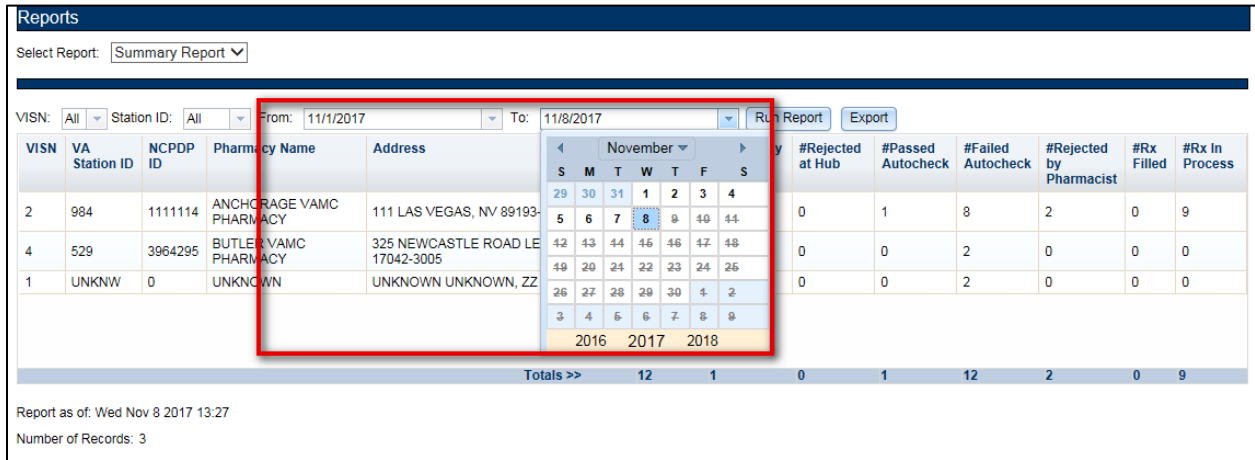 Reports
Select Report: Summary Report
VISN: All Station ID: All From: 11/1/2017 To: 11/8/2017 Run Report Export
VISN VA Station ID NCPDP ID Pharmacy Name Address y #Rejected at Hub #Passed Autocheck #Failed Autocheck #Rejected by Pharmacist #Rx Filled #Rx In Process
November
S M T W T F S
29 30 31 1 2 3 4
5 6 7 8 9 10 11
12 13 14 15 16 17 18
19 20 21 22 23 24 25
26 27 28 29 30 1 2
3 4 5 6 7 8 9
2016 2017 2018
2 984 1111114 ANCHORAGE VAMC PHARMACY 111 LAS VEGAS, NV 89193- 0 1 8 2 0 9
4 529 3964295 BUTLER VAMC PHARMACY 325 NEWCASTLE ROAD LE 17042-3005 0 0 2 0 0 0
1 UNKNW 0 UNKNOWN UNKNOWN UNKNOWN, ZZ 0 0 2 0 0 0
Totals >> 12 1 0 1 12 2 0 9
Report as of: Wed Nov 8 2017 13:27
Number of Records: 3